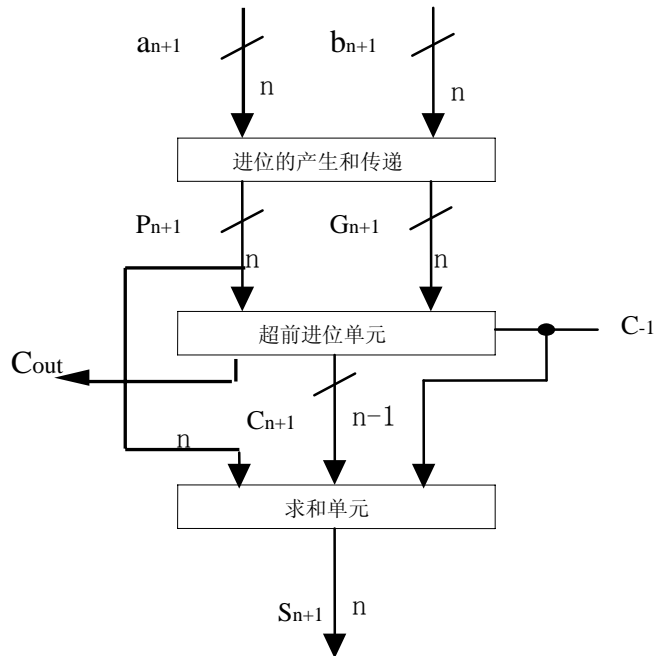 an+1 bn+1
n n
进位的产生和传递
Pn+1 Gn+1
n n
超前进位单元
C-1
Cout
Cn+1 n-1
n
求和单元
Sn+1 n